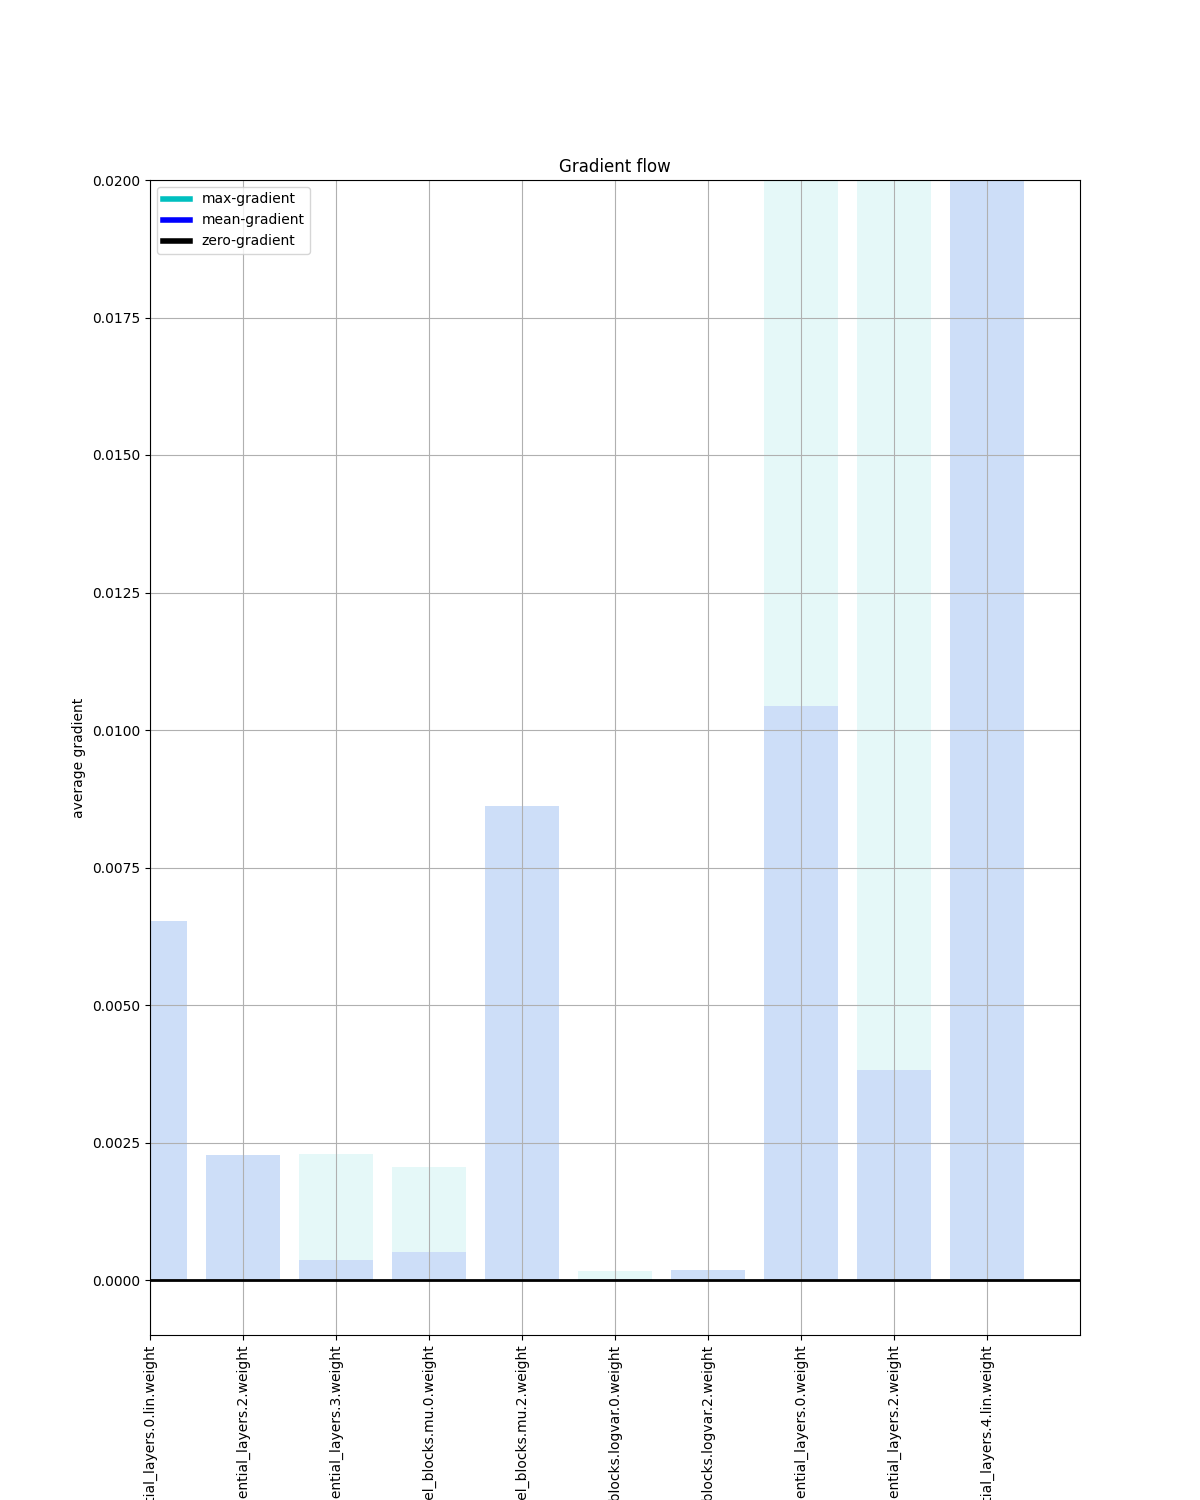 Gradient flow
max-gradient
mean-gradient
zero-gradient
0.0200
0.0175
0.0150
0.0125
0.0100
0.0075
0.0050
0.0025
0.0000
average gradient
tial_layers.0.lin.weight
ential_layers.2.weight
ential_layers.3.weight
el_blocks.mu.0.weight
el_blocks.mu.2.weight
blocks.logvar.0.weight
blocks.logvar.2.weight
ential_layers.0.weight
ential_layers.2.weight
tial_layers.4.lin.weight